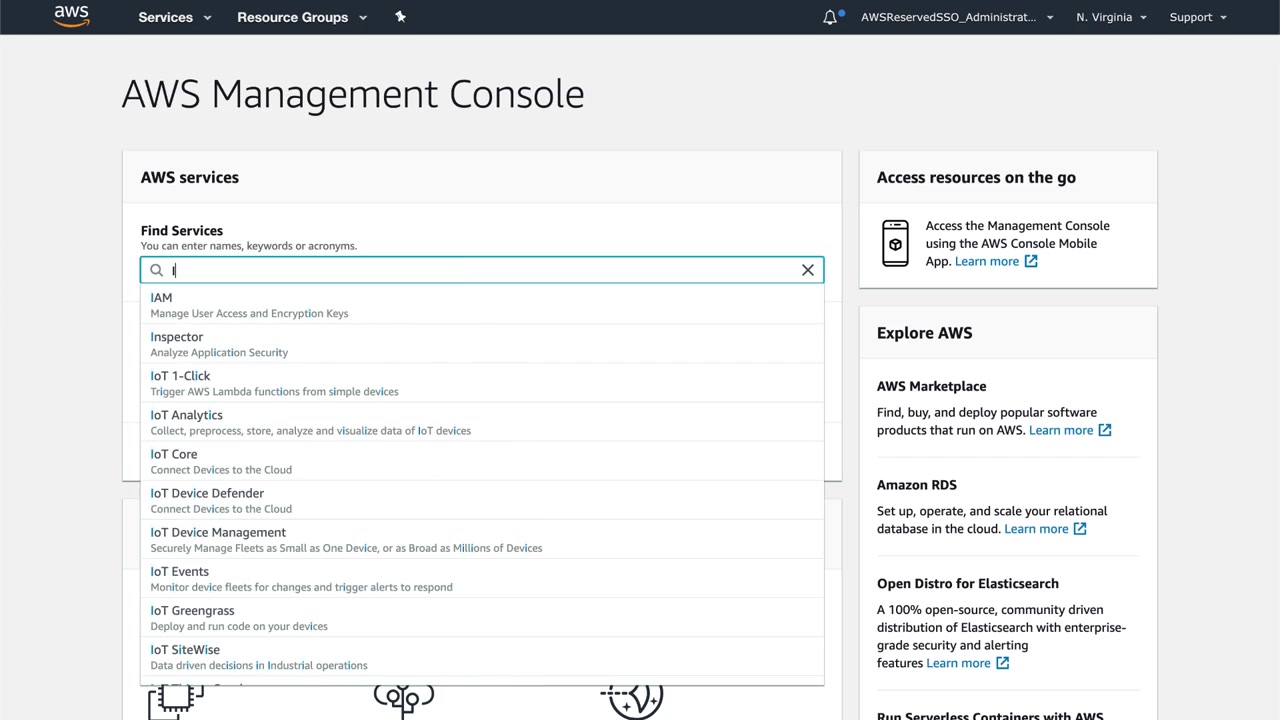 aws
Services
Resource Groups
AWSReservedSSO_Administrat...
N. Virginia
Support
AWS Management Console
AWS services
Find Services
You can enter names, keywords or acronyms.
I
IAM
Manage User Access and Encryption Keys
Inspector
Analyze Application Security
IoT 1-Click
Trigger AWS Lambda functions from simple devices
IoT Analytics
Collect, preprocess, store, analyze and visualize data of IoT devices
IoT Core
Connect Devices to the Cloud
IoT Device Defender
Connect Devices to the Cloud
IoT Device Management
Securely Manage Fleets as Small as One Device, or as Broad as Millions of Devices
IoT Events
Monitor device fleets for changes and trigger alerts to respond
IoT Greengrass
Deploy and run code on your devices
IoT SiteWise
Data driven decisions in Industrial operations
Access resources on the go
Access the Management Console
using the AWS Console Mobile
App. Learn more
Explore AWS
AWS Marketplace
Find, buy, and deploy popular software
products that run on AWS. Learn more
Amazon RDS
Set up, operate, and scale your relational
database in the cloud. Learn more
Open Distro for Elasticsearch
A 100% open-source, community driven
distribution of Elasticsearch with enterprise-
grade security and alerting
features Learn more
Run Serverless Containers with AWS